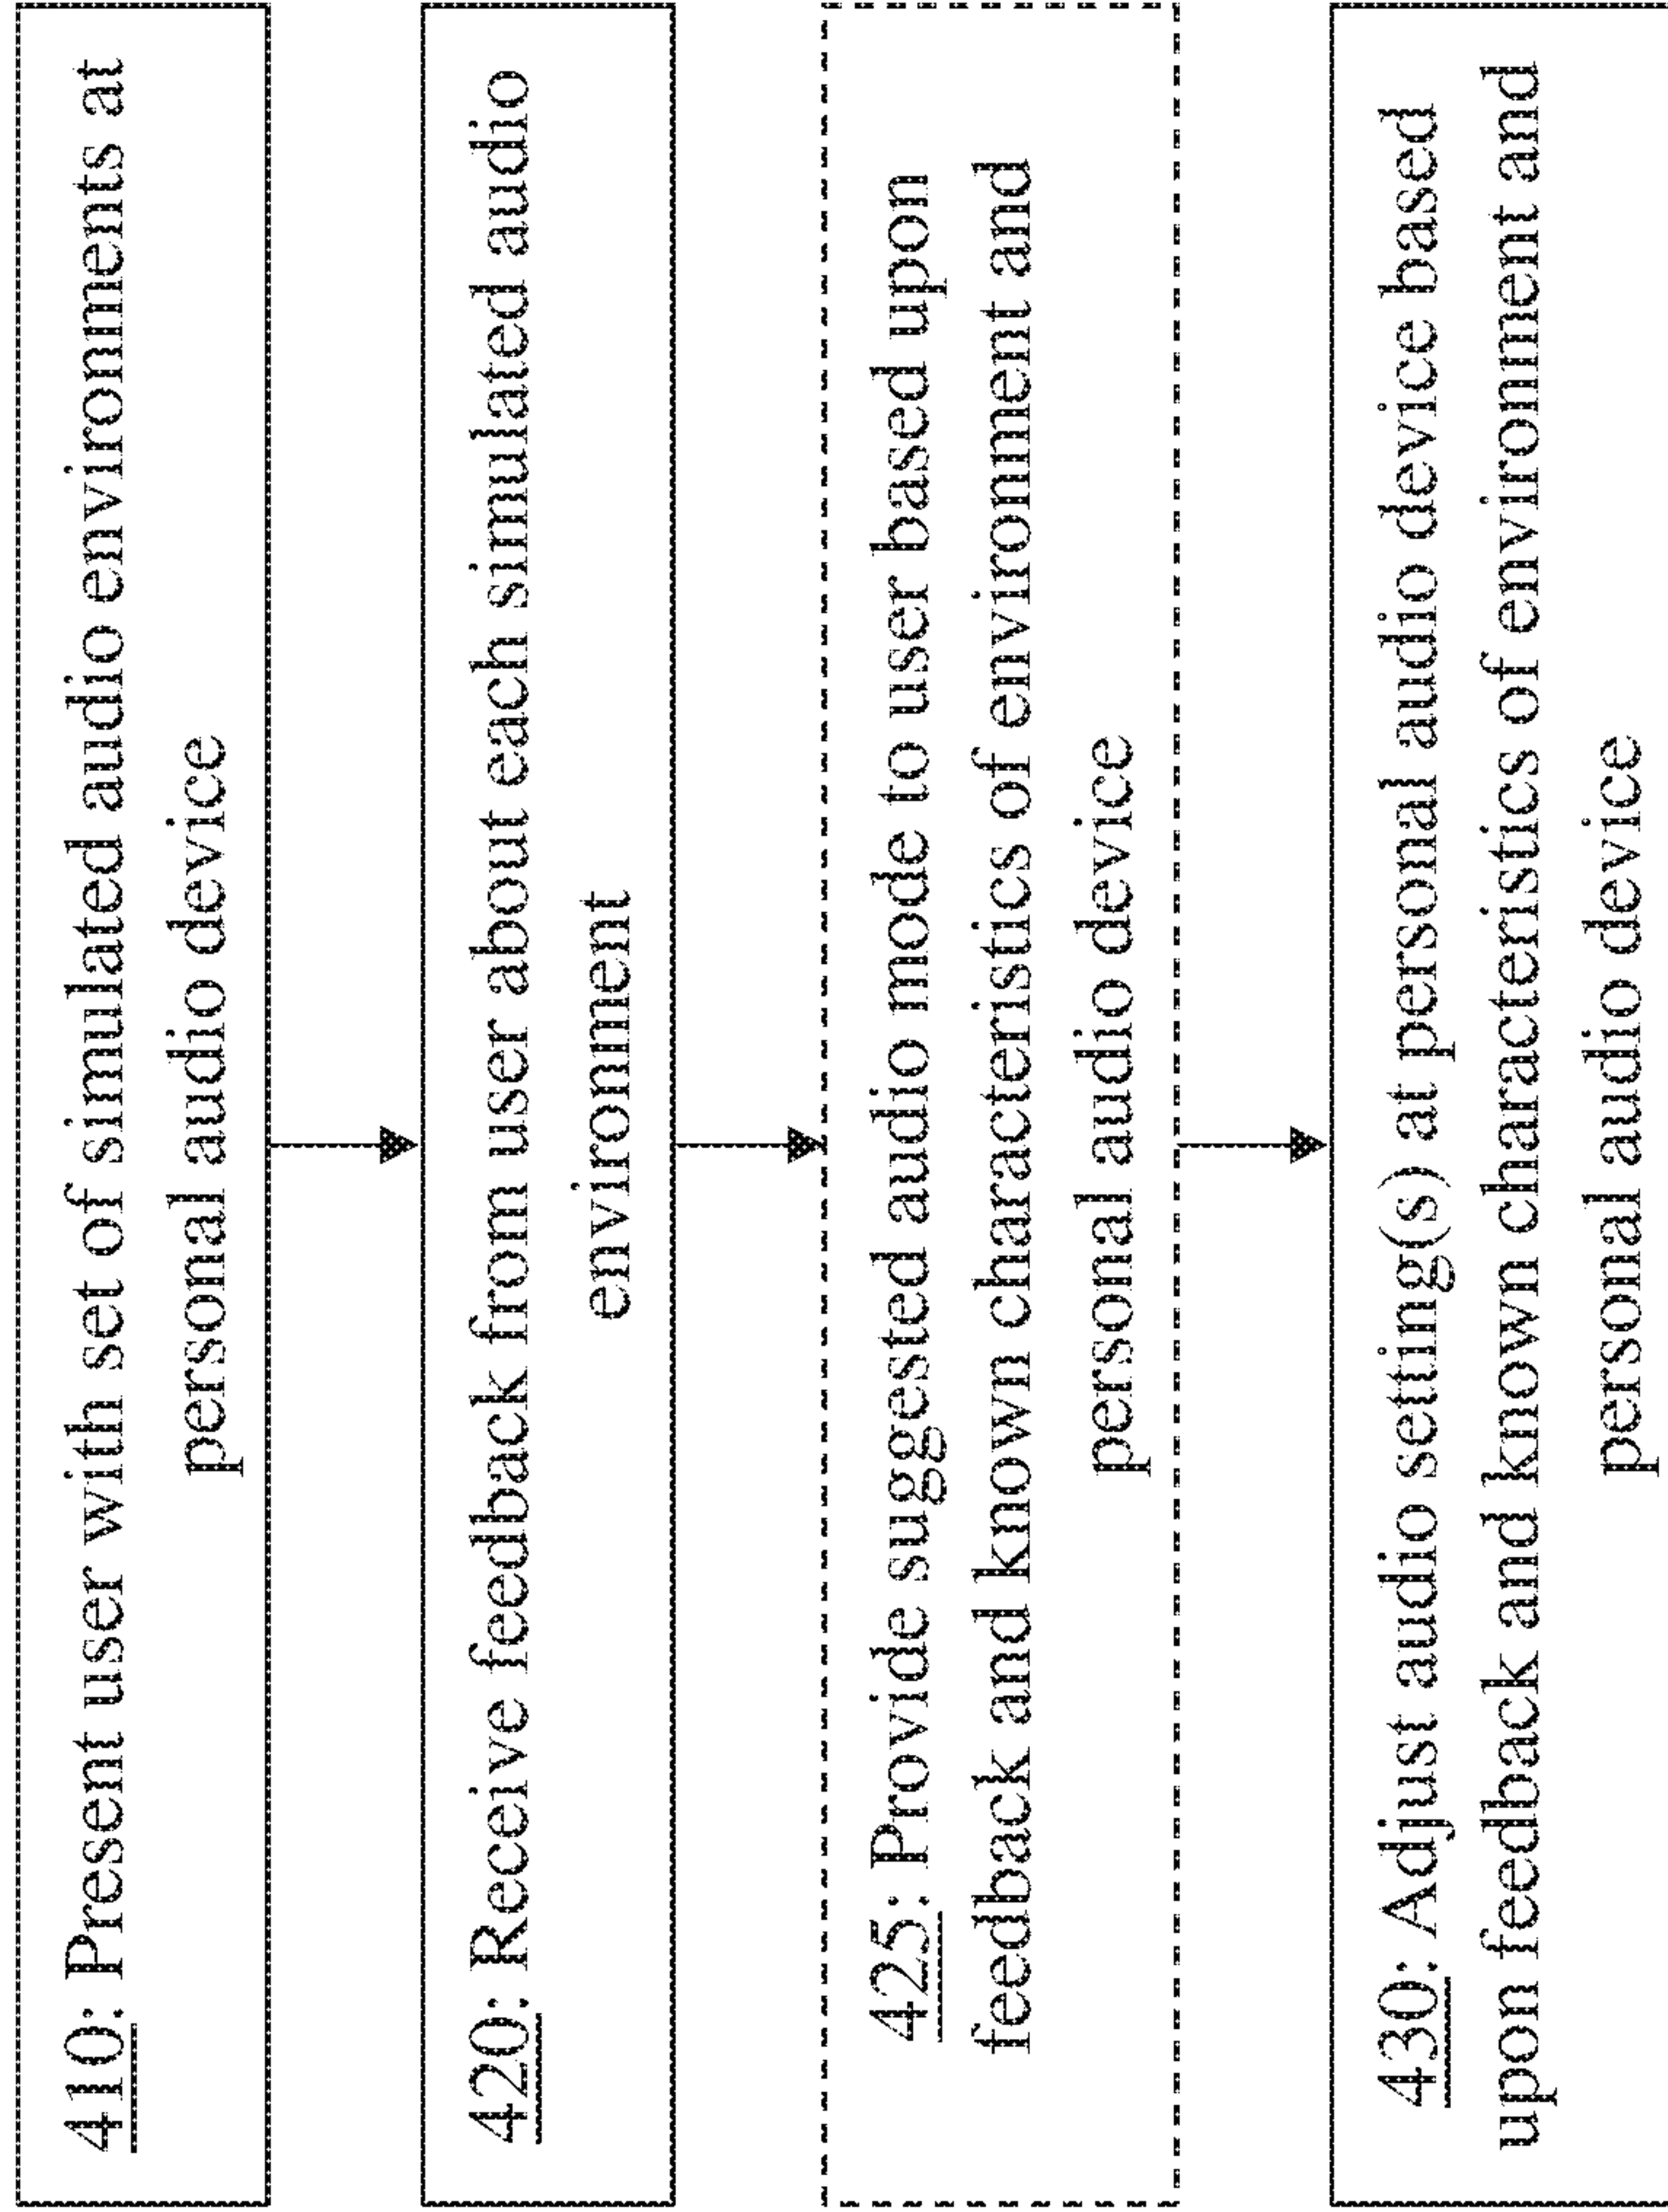 410: Present user with set of simulated audio environments at
personal audio device
420: Receive feedback from user about each simulated audio
environment
425: Provide suggested audio mode to user based upon
feedback and known characteristics of environment and
personal audio device
430: Adjust audio setting(s) at personal audio device based
upon feedback and known characteristics of environment and
personal audio device